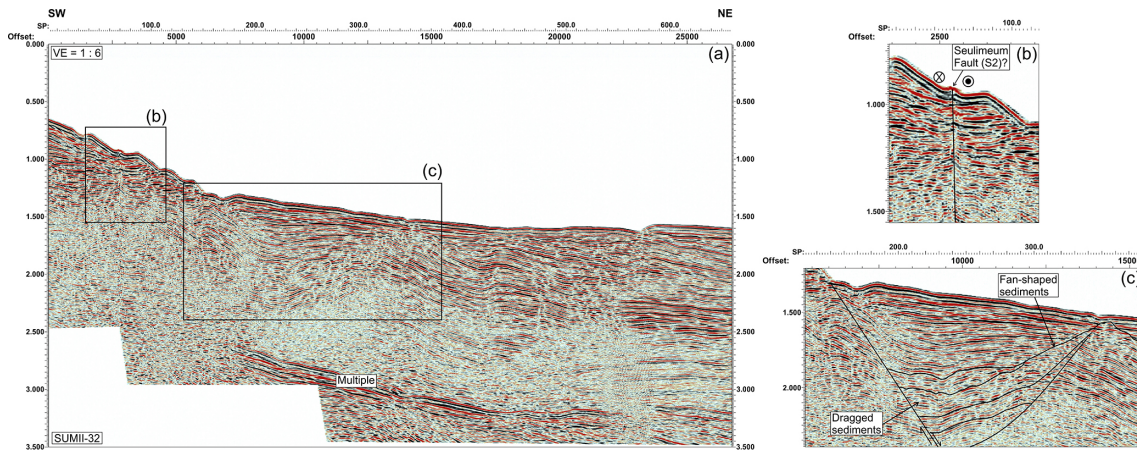 SW
NE
SP:
100.0
200.0
300.0
400.0
500.0
600.0
Offset:
5000
10000
15000
20000
25000
0.000
0.500
1.000
1.500
2.000
2.500
3.000
3.500
0.000
0.500
1.000
1.500
2.000
2.500
3.000
3.500
VE = 1 : 6
(a)
(b)
(c)
Multiple
SUMII-32
SP:
100.0
Offset:
2500
Seulimeum
Fault (S2)?
(b)
1.000
1.500
SP:
200.0
300.0
Offset:
10000
1500
Fan-shaped
sediments
(c)
1.500
2.000
Dragged
sediments